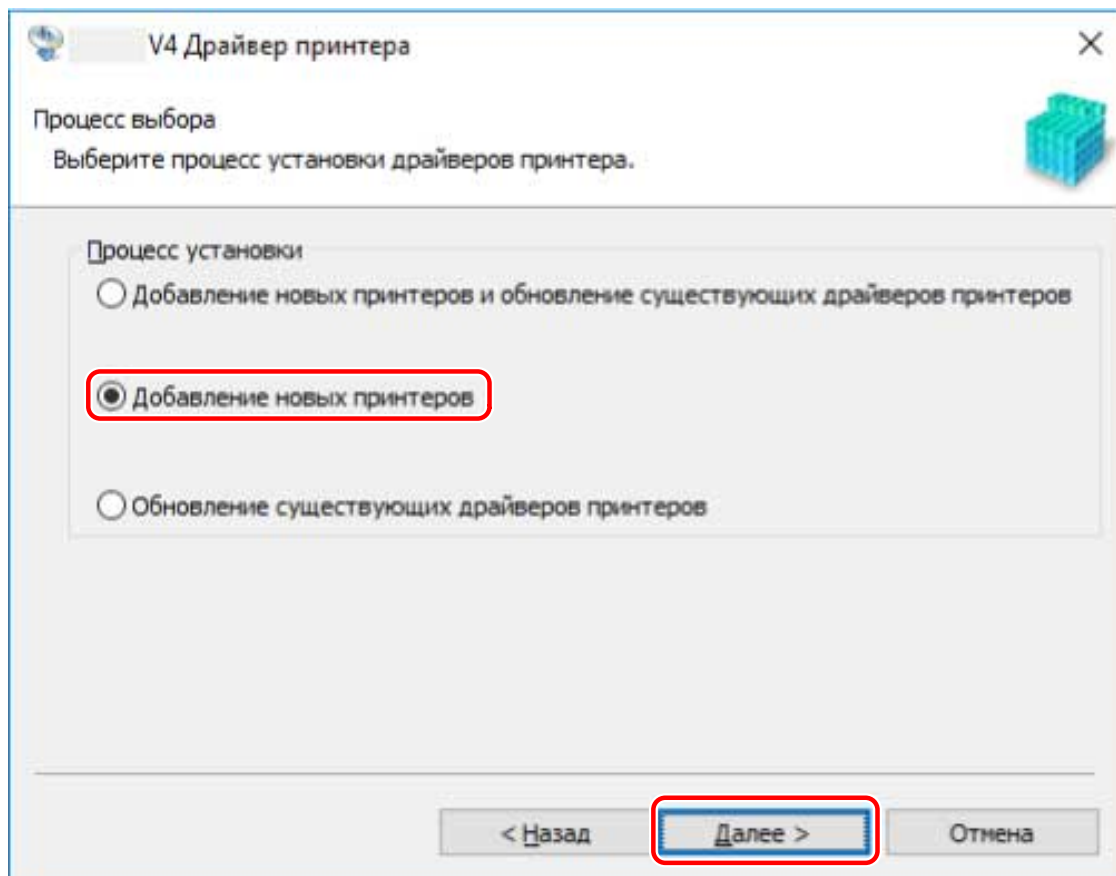 V4 Драйвер принтера
Процесс выбора
Выберите процесс установки драйверов принтера.
Процесс установки
Добавление новых принтеров и обновление существующих драйверов принтеров
Добавление новых принтеров
Обновление существующих драйверов принтеров
< Назад Далее > Отмена